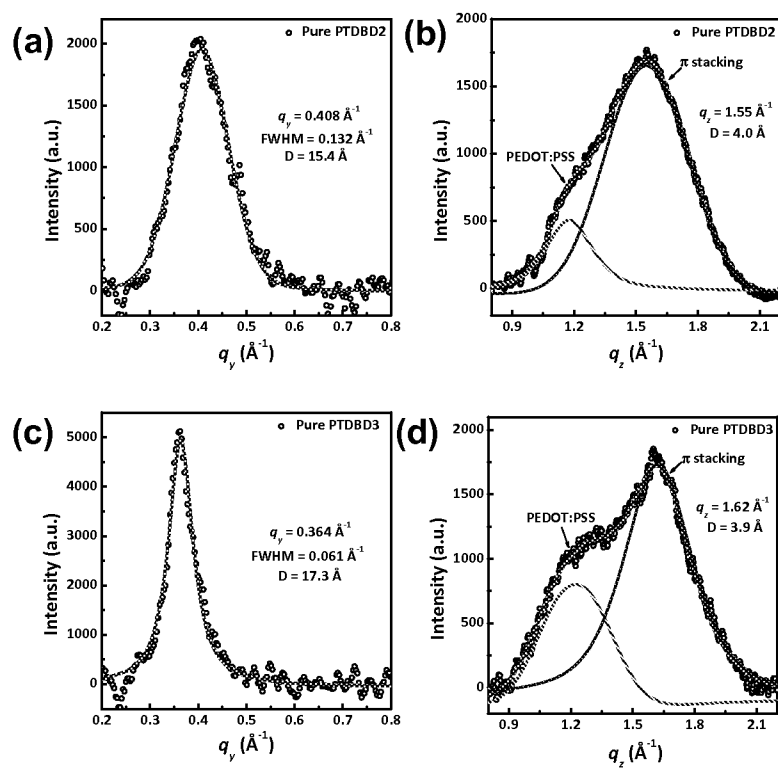 (a)
Pure PTDBD2
q_y = 0.408 Å⁻¹
FWHM = 0.132 Å⁻¹
D = 15.4 Å
Intensity (a.u.)
2000
1500
1000
500
0
0.2 0.3 0.4 0.5 0.6 0.7 0.8
q_y (Å⁻¹)
(b)
Pure PTDBD2
π stacking
q_z = 1.55 Å⁻¹
D = 4.0 Å
PEDOT:PSS
Intensity (a.u.)
2000
1500
1000
500
0
0.9 1.2 1.5 1.8 2.1
q_z (Å⁻¹)
(c)
Pure PTDBD3
q_y = 0.364 Å⁻¹
FWHM = 0.061 Å⁻¹
D = 17.3 Å
Intensity (a.u.)
5000
4000
3000
2000
1000
0
0.2 0.3 0.4 0.5 0.6 0.7 0.8
q_y (Å⁻¹)
(d)
Pure PTDBD3
π stacking
q_z = 1.62 Å⁻¹
D = 3.9 Å
PEDOT:PSS
Intensity (a.u.)
2000
1500
1000
500
0
0.9 1.2 1.5 1.8 2.1
q_z (Å⁻¹)